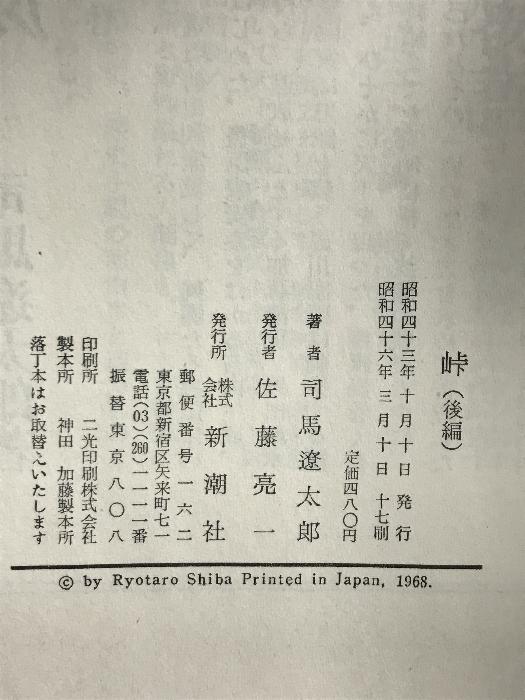 峠（後編）
昭和四十三年十月十日　発行
昭和四十六年三月十日　十七刷
定価四八〇円
著者　司馬遼太郎
発行者　佐藤亮一
発行所　株式会社　新潮社
郵便番号一六二
東京都新宿区矢来町七一
電話(03)(260)一一一一番
振替東京八〇八
印刷所　二光印刷株式会社
製本所　神田　加藤製本所
落丁本はお取替えいたします
© by Ryotaro Shiba Printed in Japan, 1968.